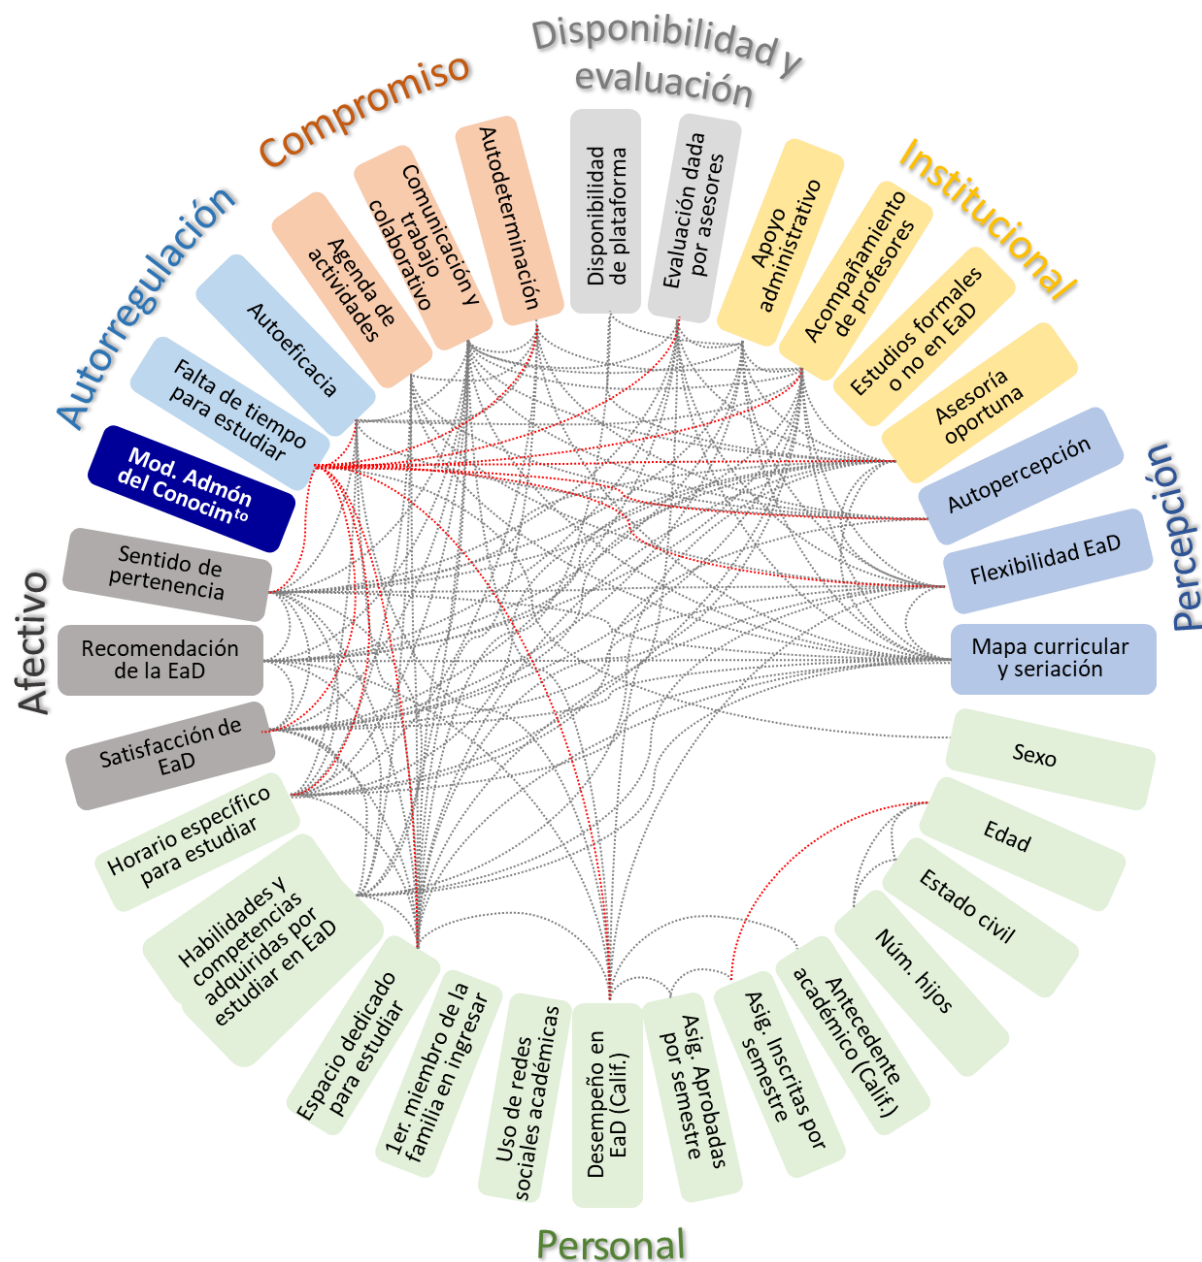 Disponibilidad y
evaluación
Disponibilidad
de plataforma
Evaluación dada
por asesores
Institucional
Apoyo
administrativo
Acompañamiento
de profesores
Estudios formales
o no en EaD
Asesoría
oportuna
Percepción
Autopercepción
Flexibilidad EaD
Mapa curricular
y seriación
Sexo
Edad
Estado civil
Núm. hijos
Antecedente
académico (Calif.)
Asig. Inscritas por
semestre
Asig. Aprobadas
por semestre
Desempeño en
EaD (Calif.)
Uso de redes
sociales académicas
1er. miembro de la
familia en ingresar
Espacio dedicado
para estudiar
Habilidades y
competencias
adquiridas por
estudiar en EaD
Horario específico
para estudiar
Personal
Satisfacción de
EaD
Recomendación
de la EaD
Sentido de
pertenencia
Afectivo
Mod. Admón
del Conocimto
Falta de tiempo
para estudiar
Autoeficacia
Autorregulación
Agenda de
actividades
Comunicación y
trabajo
colaborativo
Autodeterminación
Compromiso